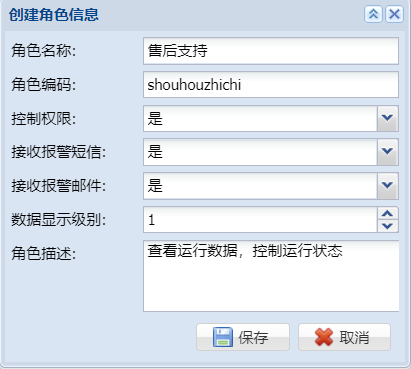 创建角色信息
角色名称: 售后支持
角色编码: shouhouzhichi
控制权限: 是
接收报警短信: 是
接收报警邮件: 是
数据显示级别: 1
角色描述: 查看运行数据，控制运行状态
保存 取消